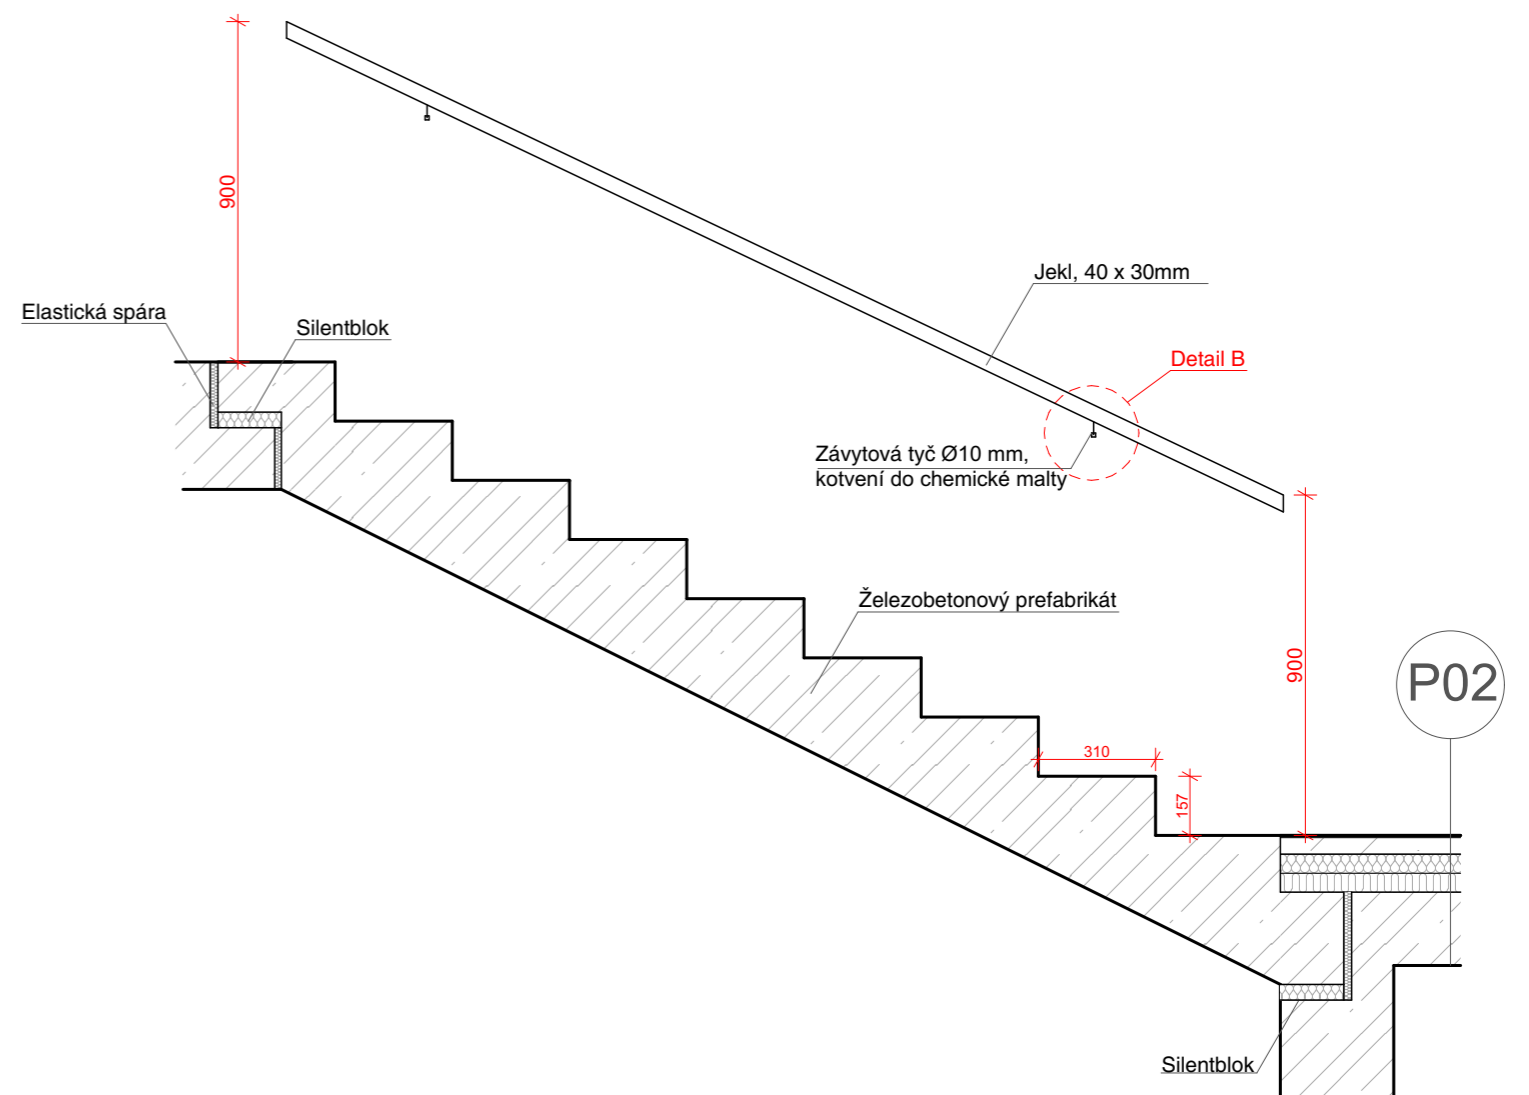 900
Jekl, 40 x 30mm
Elastická spára
Silentblok
Detail B
Závytová tyč Ø10 mm,
kotvení do chemické malty
Železobetonový prefabrikát
900
P02
310
157
Silentblok